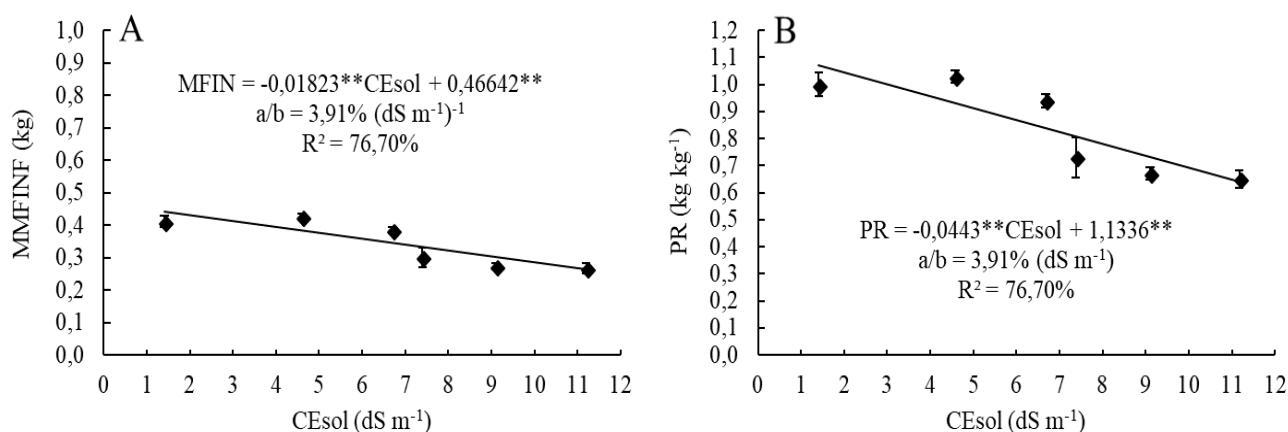 A
MFIN = -0,01823**CEsol + 0,46642**
a/b = 3,91% (dS m⁻¹)⁻¹
R² = 76,70%
MMFINF (kg)
1,0
0,9
0,8
0,7
0,6
0,5
0,4
0,3
0,2
0,1
0,0
0 1 2 3 4 5 6 7 8 9 10 11 12
CEsol (dS m⁻¹)
B
PR (kg kg⁻¹)
1,2
1,1
1,0
0,9
0,8
0,7
0,6
0,5
0,4
0,3
0,2
0,1
0,0
PR = -0,0443**CEsol + 1,1336**
a/b = 3,91% (dS m⁻¹)
R² = 76,70%
0 1 2 3 4 5 6 7 8 9 10 11 12
CEsol (dS m⁻¹)